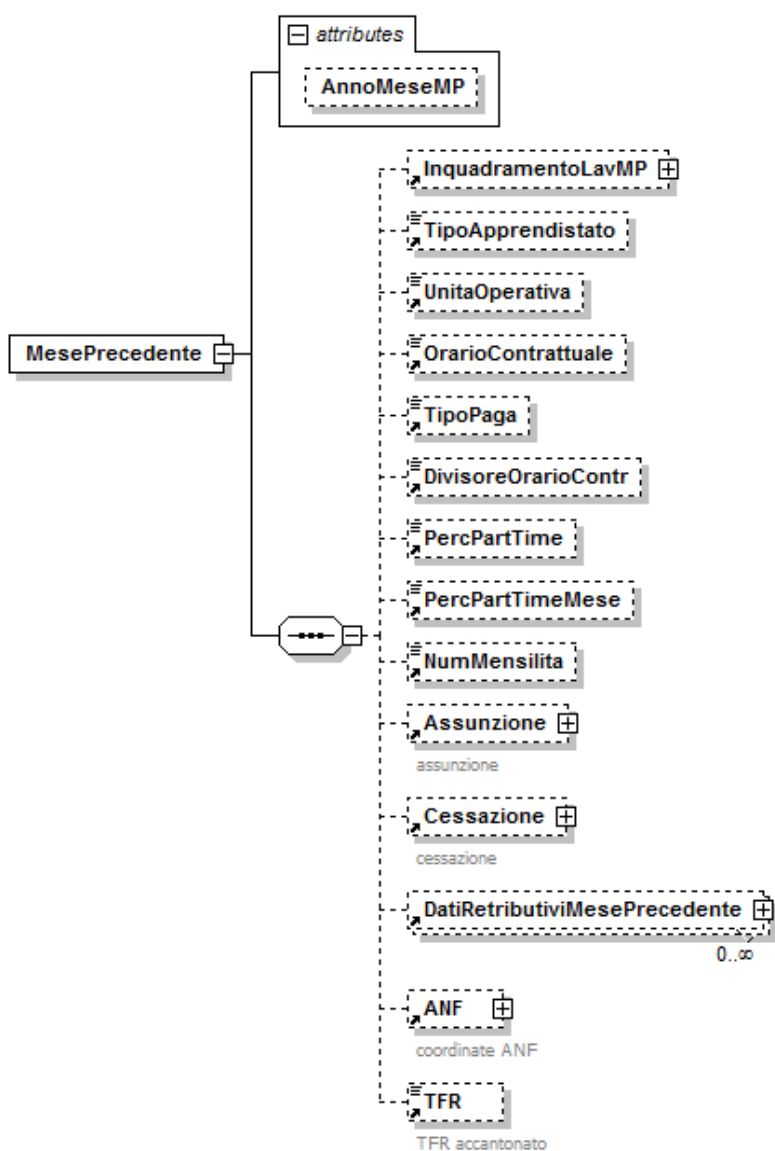 attributes
AnnoMeseMP
InquadramentoLavMP
TipoApprendistato
UnitaOperativa
MesePrecedente
OrarioContrattuale
TipoPaga
DivisoreOrarioContr
PercPartTime
PercPartTimeMese
NumMensilita
Assunzione
assunzione
Cessazione
cessazione
DatiRetributiviMesePrecedente
0..∞
ANF
coordinate ANF
TFR
TFR accantonato